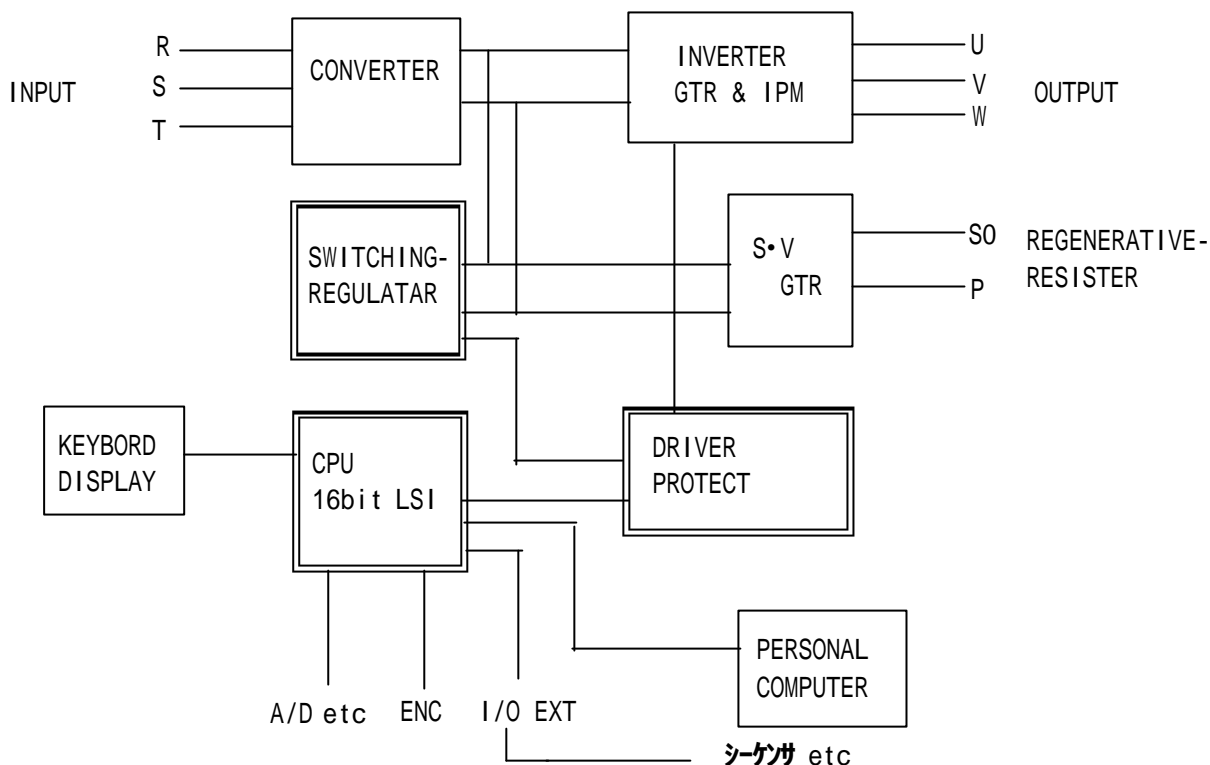 R
S
T
INPUT
CONVERTER
INVERTER
GTR & IPM
U
V
W
OUTPUT
SWITCHING-
REGULATAR
S・V
GTR
SO
P
REGENERATIVE-
RESISTER
KEYBORD
DISPLAY
CPU
16bit LSI
DRIVER
PROTECT
PERSONAL
COMPUTER
A/D etc
ENC
I/O EXT
シーケンサ etc